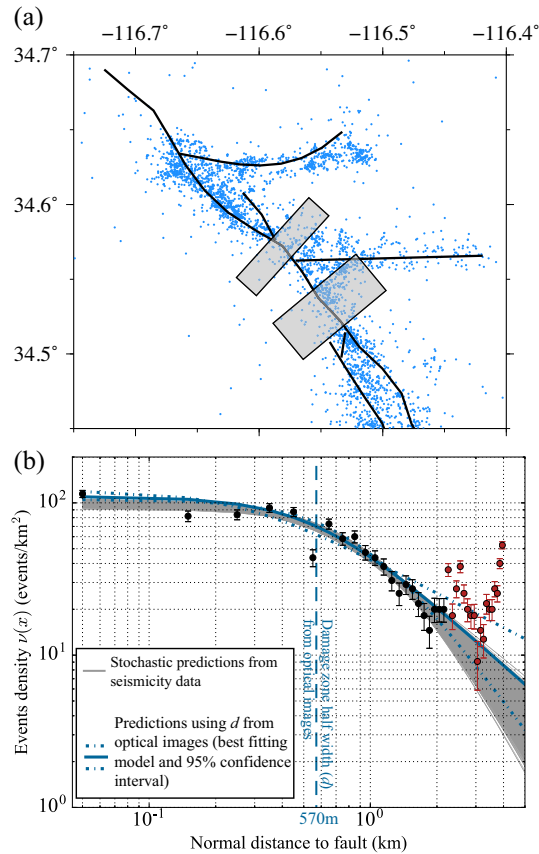 (a)
-116.7° -116.6° -116.5° -116.4°
34.7°
34.6°
34.5°
(b)
Events density ν(x) (events/km²)
10²
10¹
10⁰
Stochastic predictions from
seismicity data
Predictions using d from
optical images (best fitting
model and 95% confidence
interval)
Damage zone half width (d)
from optical images
570m
10⁻¹ 10⁰
Normal distance to fault (km)